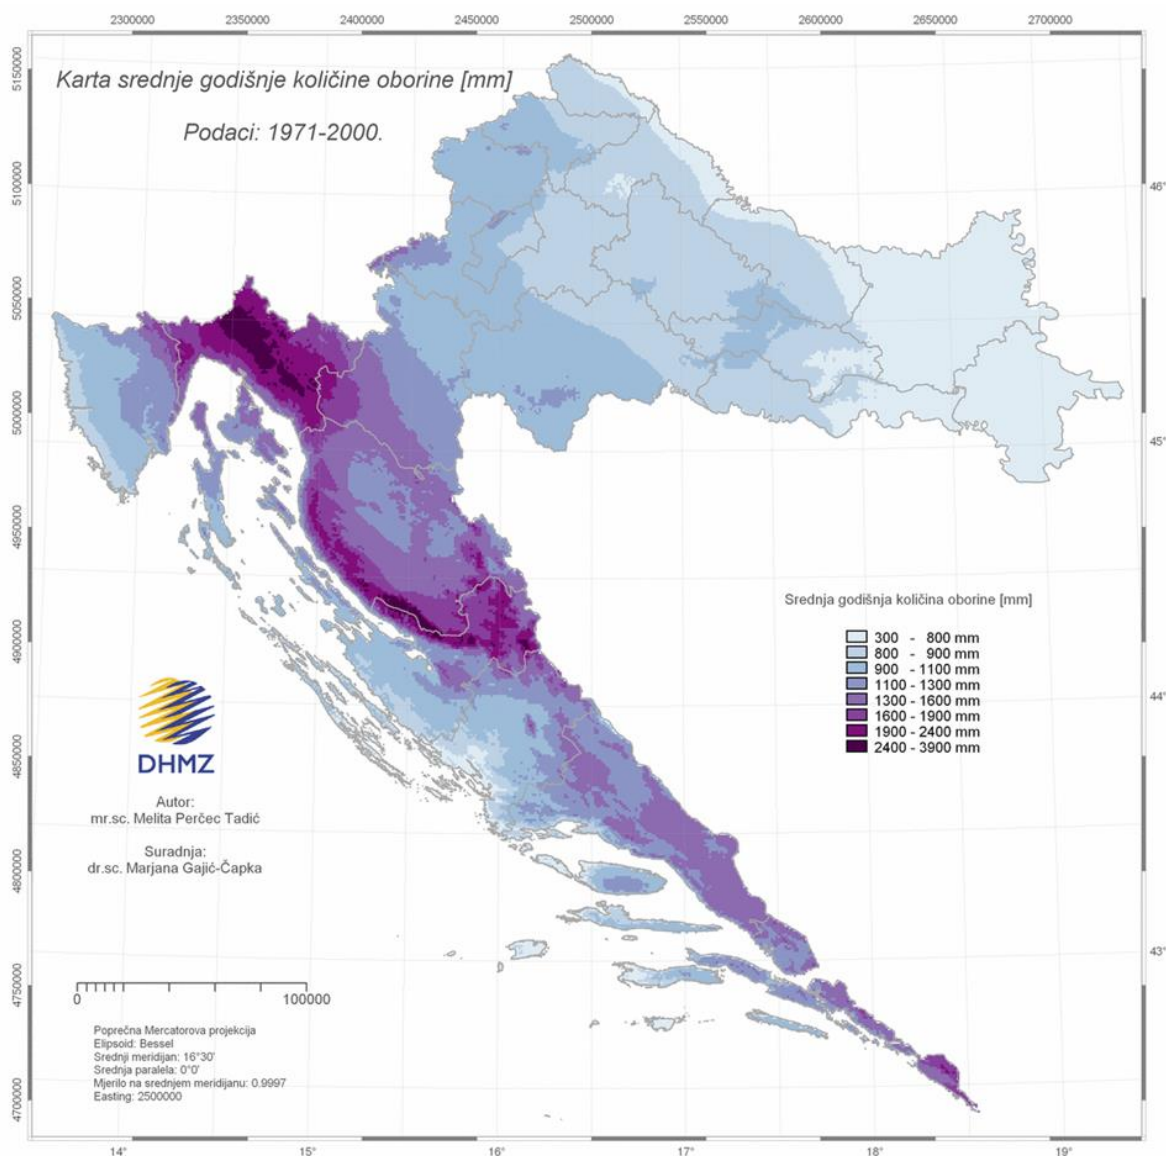 2300000 2350000 2400000 2450000 2500000 2550000 2600000 2650000 2700000
Karta srednje godišnje količine oborine [mm]
Podaci: 1971-2000.
5150000
5100000
5050000
5000000
4950000
4900000
4850000
4800000
4750000
4700000
46°
45°
44°
43°
Srednja godišnja količina oborine [mm]
300 - 800 mm
800 - 900 mm
900 - 1100 mm
1100 - 1300 mm
1300 - 1600 mm
1600 - 1900 mm
1900 - 2400 mm
2400 - 3900 mm
DHMZ
Autor:
mr.sc. Melita Perčec Tadić
Suradnja:
dr.sc. Marjana Gajić-Čapka
0 100000
Poprečna Mercatorova projekcija
Elipsoid: Bessel
Srednji meridijan: 16°30'
Srednja paralela: 0°0'
Mjerilo na srednjem meridijanu: 0.9997
Easting: 2500000
14° 15° 16° 17° 18° 19°